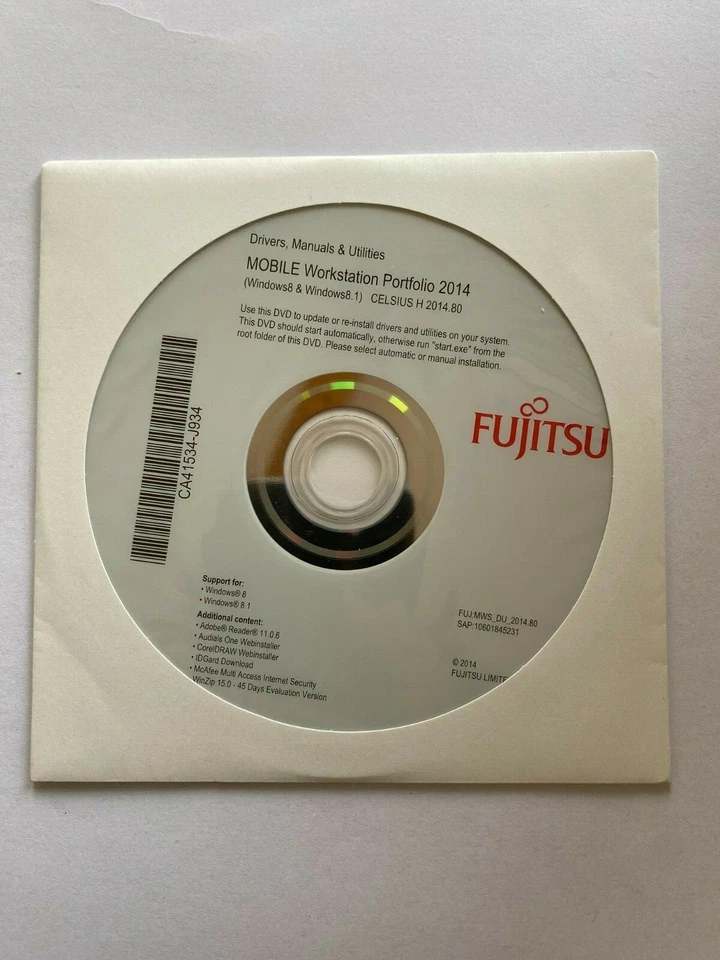 Drivers, Manuals & Utilities
MOBILE Workstation Portfolio 2014
(Windows8 & Windows8.1) CELSIUS H 2014.80
Use this DVD to update or re-install drivers and utilities on your system.
This DVD should start automatically, otherwise run "start.exe" from the
root folder of this DVD. Please select automatic or manual installation.
CA41534-J934
FUJITSU
Support for:
• Windows® 8
• Windows® 8.1
Additional content:
• Adobe® Reader® 11.0.6
• Audials One Webinstaller
• CorelDRAW Webinstaller
• IDGard Download
• McAfee Multi Access Internet Security
WinZip 15.0 - 45 Days Evaluation Version
FUJ:MWS_DU_2014.80
SAP:10601845231
© 2014
FUJITSU LIMITE